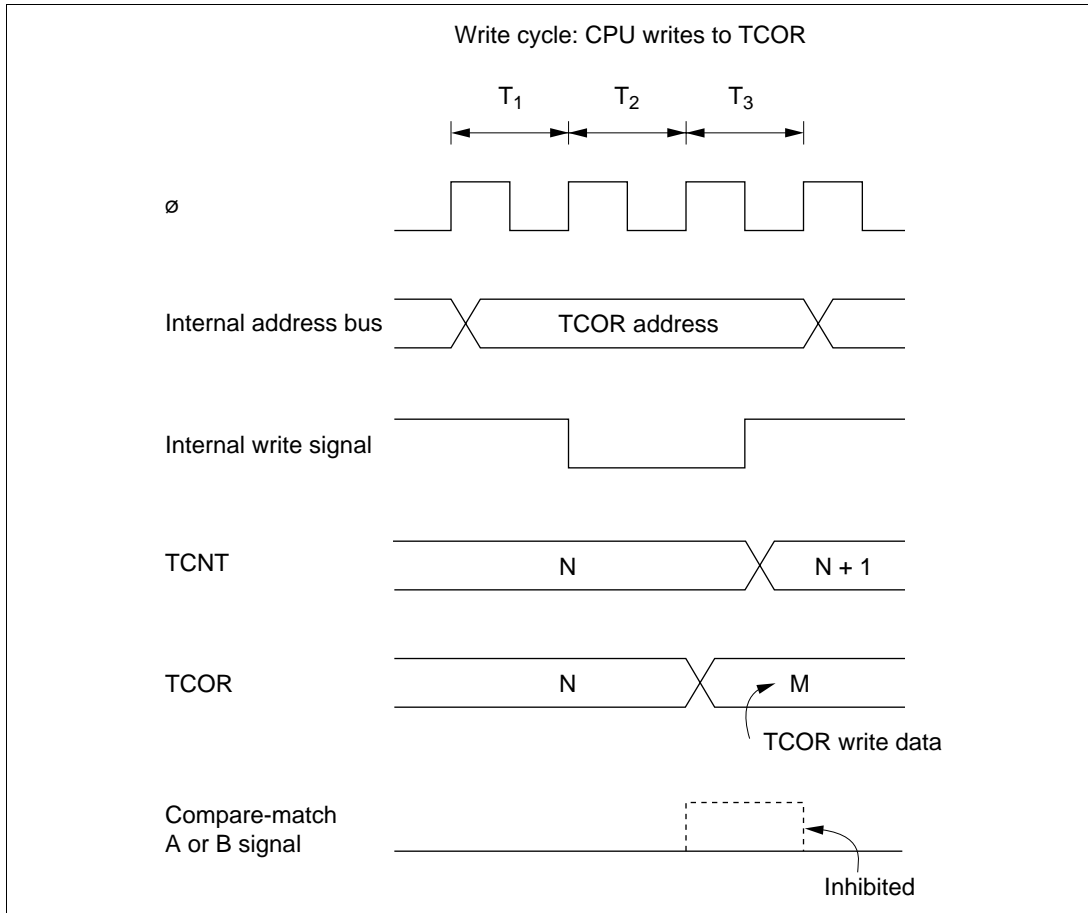 Write cycle: CPU writes to TCOR
T1 T2 T3
ø
Internal address bus
TCOR address
Internal write signal
TCNT
N
N + 1
TCOR
N
M
TCOR write data
Compare-match
A or B signal
Inhibited